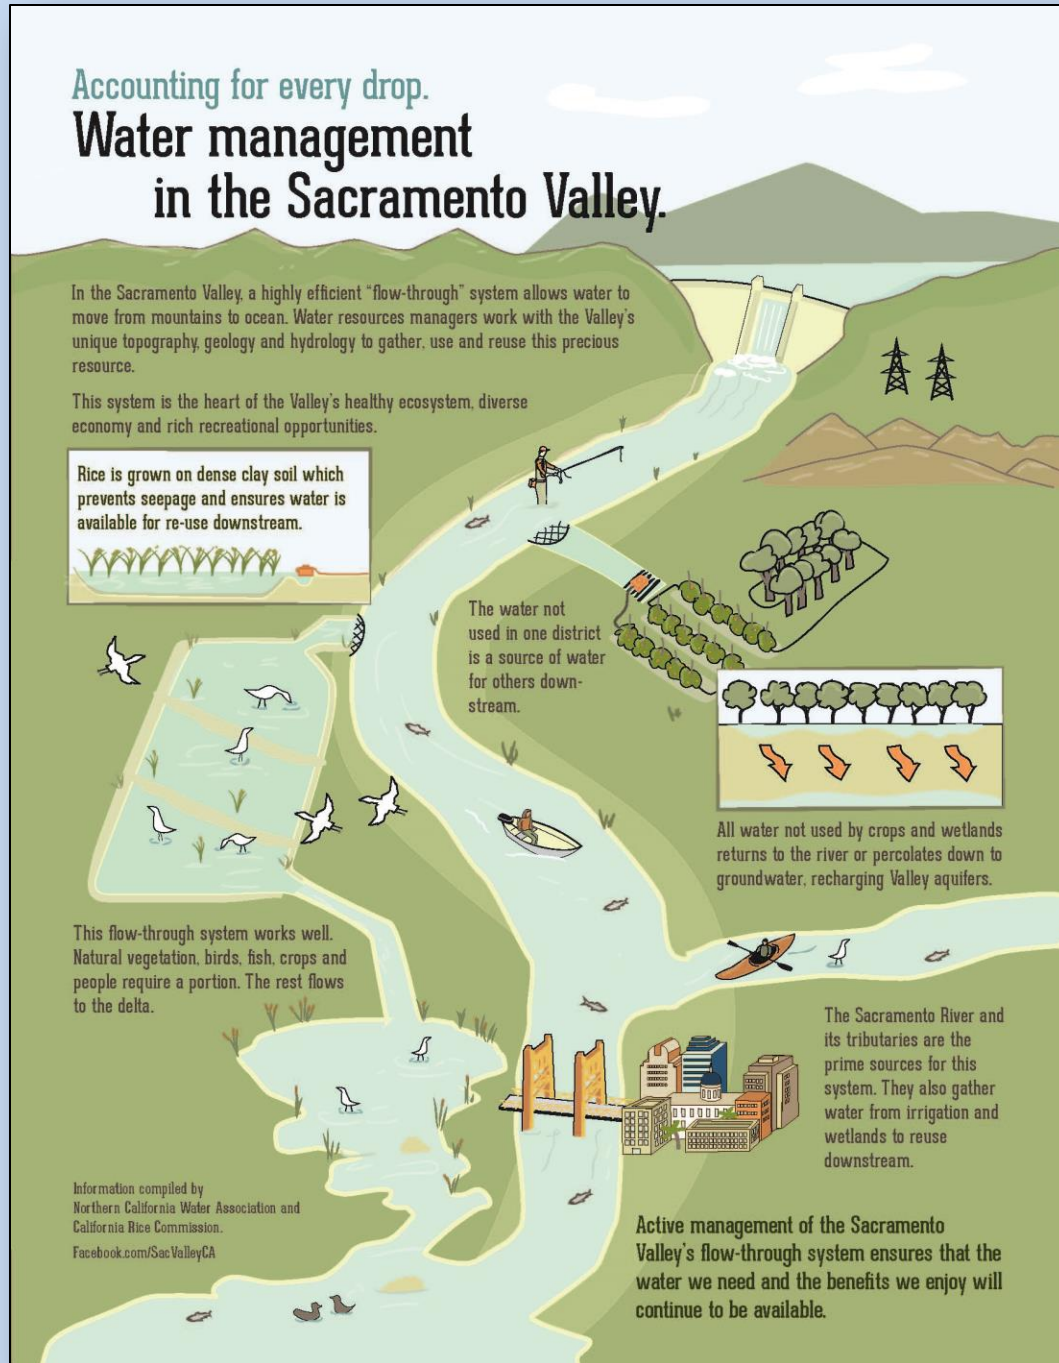 Accounting for every drop.
Water management
in the Sacramento Valley.
In the Sacramento Valley, a highly efficient “flow-through” system allows water to
move from mountains to ocean. Water resources managers work with the Valley’s
unique topography, geology and hydrology to gather, use and reuse this precious
resource.
This system is the heart of the Valley’s healthy ecosystem, diverse
economy and rich recreational opportunities.
Rice is grown on dense clay soil which
prevents seepage and ensures water is
available for re-use downstream.
The water not
used in one district
is a source of water
for others down-
stream.
All water not used by crops and wetlands
returns to the river or percolates down to
groundwater, recharging Valley aquifers.
This flow-through system works well.
Natural vegetation, birds, fish, crops and
people require a portion. The rest flows
to the delta.
The Sacramento River and
its tributaries are the
prime sources for this
system. They also gather
water from irrigation and
wetlands to reuse
downstream.
Information compiled by
Northern California Water Association and
California Rice Commission.
Facebook.com/SacValleyCA
Active management of the Sacramento
Valley’s flow-through system ensures that the
water we need and the benefits we enjoy will
continue to be available.